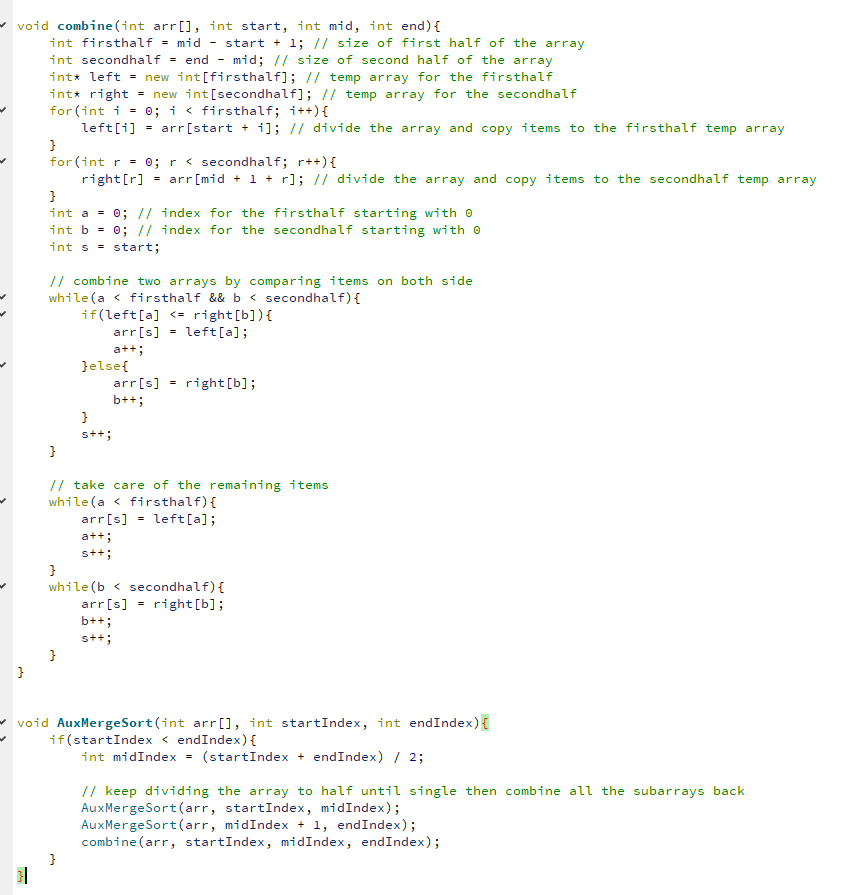 void combine(int arr[], int start, int mid, int end){
    int firsthalf = mid - start + 1; // size of first half of the array
    int secondhalf = end - mid; // size of second half of the array
    int* left = new int[firsthalf]; // temp array for the firsthalf
    int* right = new int[secondhalf]; // temp array for the secondhalf
    for(int i = 0; i < firsthalf; i++){
        left[i] = arr[start + i]; // divide the array and copy items to the firsthalf temp array
    }
    for(int r = 0; r < secondhalf; r++){
        right[r] = arr[mid + 1 + r]; // divide the array and copy items to the secondhalf temp array
    }
    int a = 0; // index for the firsthalf starting with 0
    int b = 0; // index for the secondhalf starting with 0
    int s = start;

    // combine two arrays by comparing items on both side
    while(a < firsthalf && b < secondhalf){
        if(left[a] <= right[b]){
            arr[s] = left[a];
            a++;
        }else{
            arr[s] = right[b];
            b++;
        }
        s++;
    }

    // take care of the remaining items
    while(a < firsthalf){
        arr[s] = left[a];
        a++;
        s++;
    }
    while(b < secondhalf){
        arr[s] = right[b];
        b++;
        s++;
    }
}

void AuxMergeSort(int arr[], int startIndex, int endIndex){
    if(startIndex < endIndex){
        int midIndex = (startIndex + endIndex) / 2;

        // keep dividing the array to half until single then combine all the subarrays back
        AuxMergeSort(arr, startIndex, midIndex);
        AuxMergeSort(arr, midIndex + 1, endIndex);
        combine(arr, startIndex, midIndex, endIndex);
    }
}